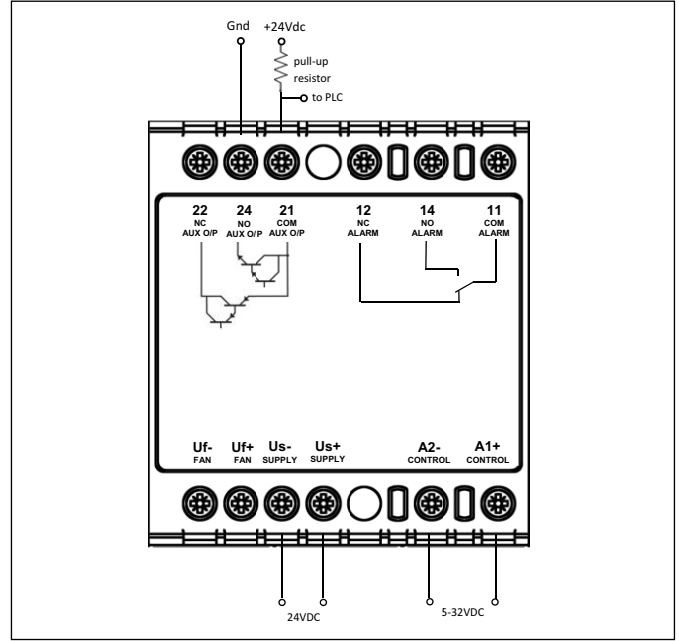 Gnd +24Vdc
pull-up
resistor
to PLC
22 24 21 12 14 11
NC NO COM NC NO COM
AUX O/P AUX O/P AUX O/P ALARM ALARM ALARM
Uf- Uf+ Us- Us+ A2- A1+
FAN FAN SUPPLY SUPPLY CONTROL CONTROL
24VDC 5-32VDC